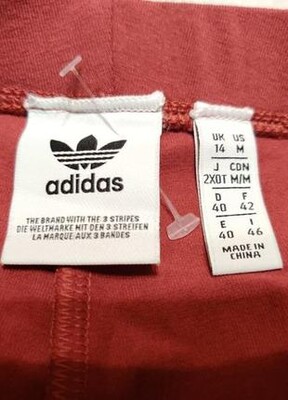 adidas
THE BRAND WITH THE 3 STRIPES
DIE WELTMARKE MIT DEN 3 STREIFEN
LA MARQUE AUX 3 BANDES
UK US
14 M
J CDN
2XOT M/M
D F
40 42
E I
40 46
MADE IN
CHINA